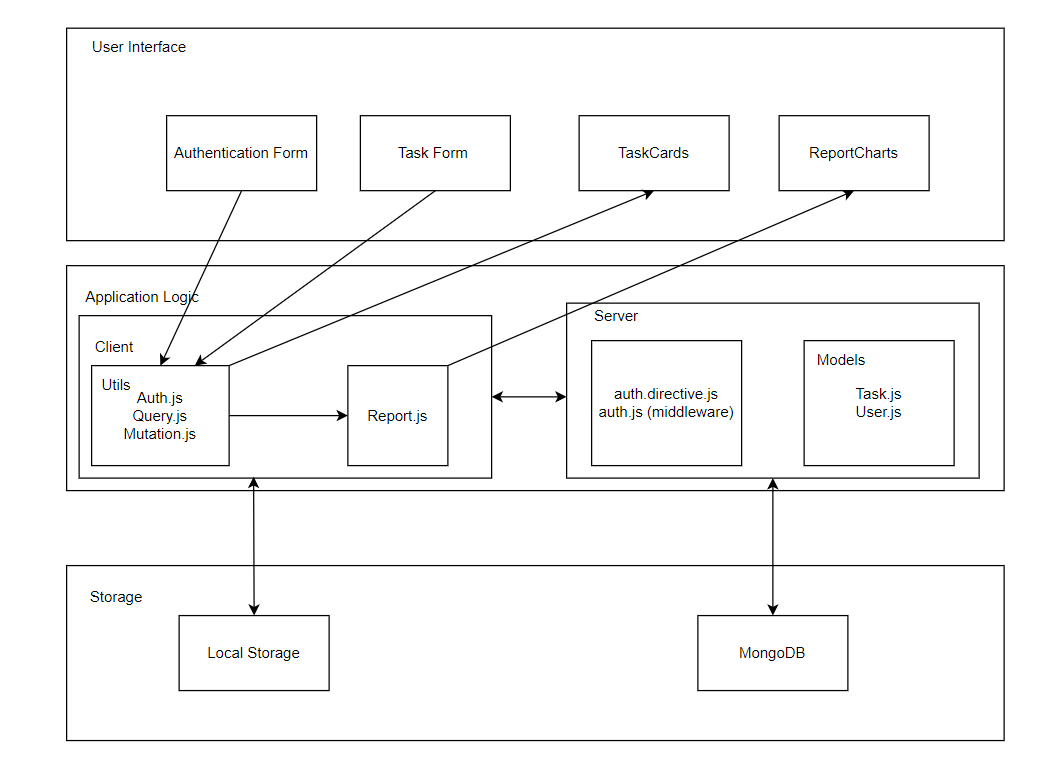 User Interface
Authentication Form
Task Form
TaskCards
ReportCharts
Application Logic
Client
Utils
Auth.js
Query.js
Mutation.js
Report.js
Server
auth.directive.js
auth.js (middleware)
Models
Task.js
User.js
Storage
Local Storage
MongoDB